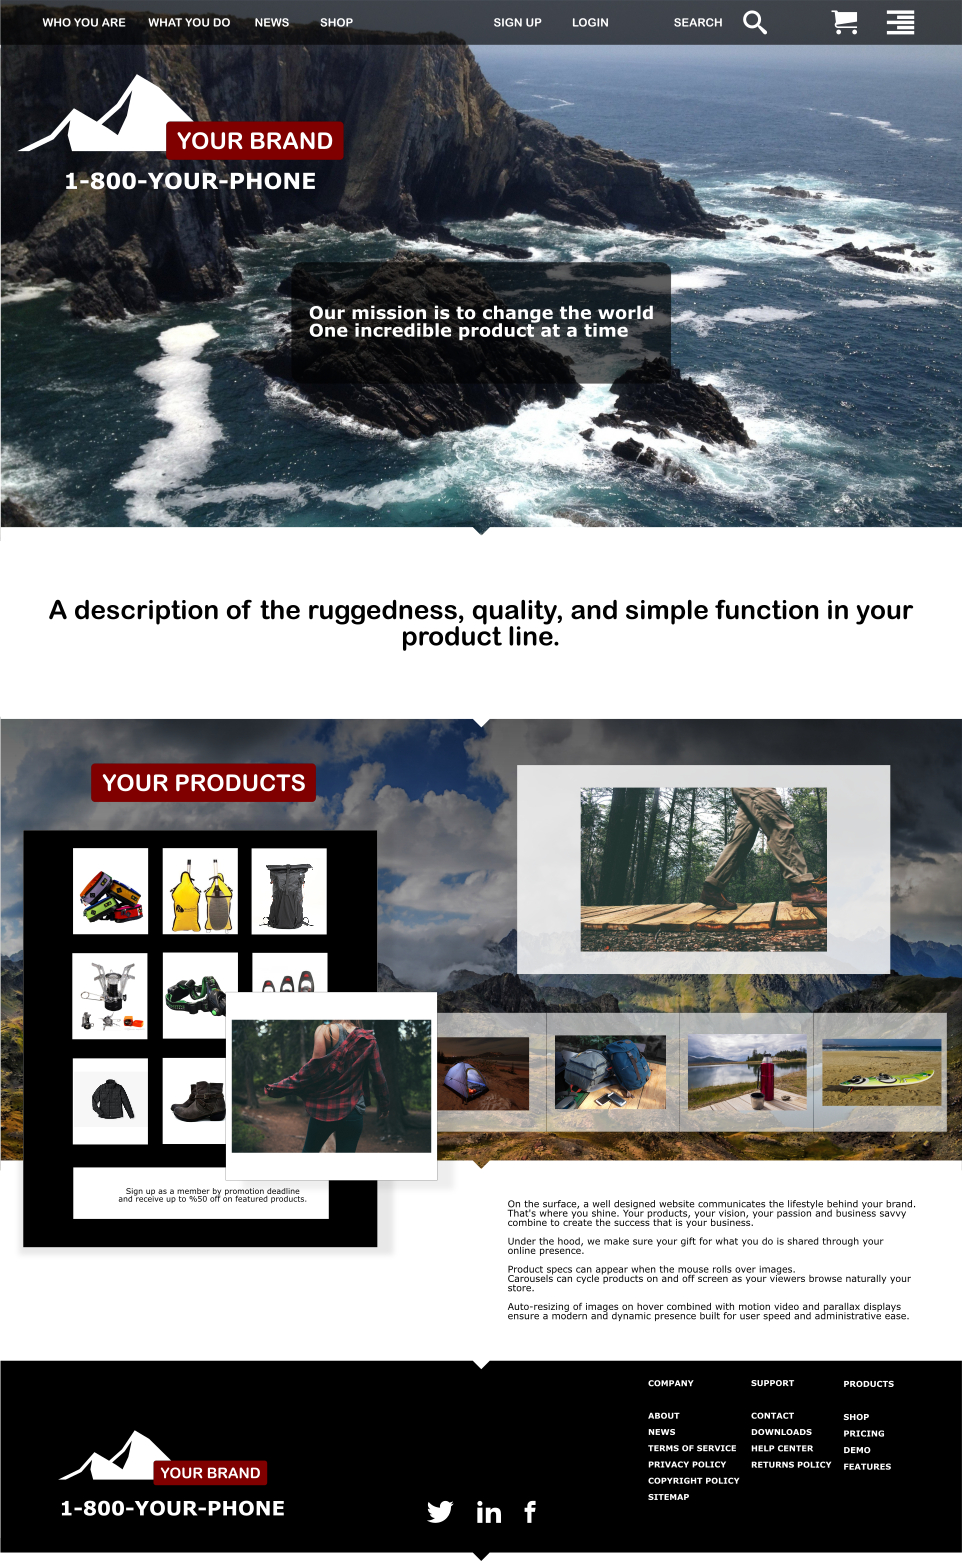 WHO YOU ARE WHAT YOU DO NEWS SHOP SIGN UP LOGIN SEARCH
YOUR BRAND
1-800-YOUR-PHONE
Our mission is to change the world
One incredible product at a time
A description of the ruggedness, quality, and simple function in your
product line.
YOUR PRODUCTS
Sign up as a member by promotion deadline
and receive up to %50 off on featured products.
On the surface, a well designed website communicates the lifestyle behind your brand.
That's where you shine. Your products, your vision, your passion and business savvy
combine to create the success that is your business.
Under the hood, we make sure your gift for what you do is shared through your
online presence.
Product specs can appear when the mouse rolls over images.
Carousels can cycle products on and off screen as your viewers browse naturally your
store.
Auto-resizing of images on hover combined with motion video and parallax displays
ensure a modern and dynamic presence built for user speed and administrative ease.
COMPANY
ABOUT
NEWS
TERMS OF SERVICE
PRIVACY POLICY
COPYRIGHT POLICY
SITEMAP
SUPPORT
CONTACT
DOWNLOADS
HELP CENTER
RETURNS POLICY
PRODUCTS
SHOP
PRICING
DEMO
FEATURES
YOUR BRAND
1-800-YOUR-PHONE